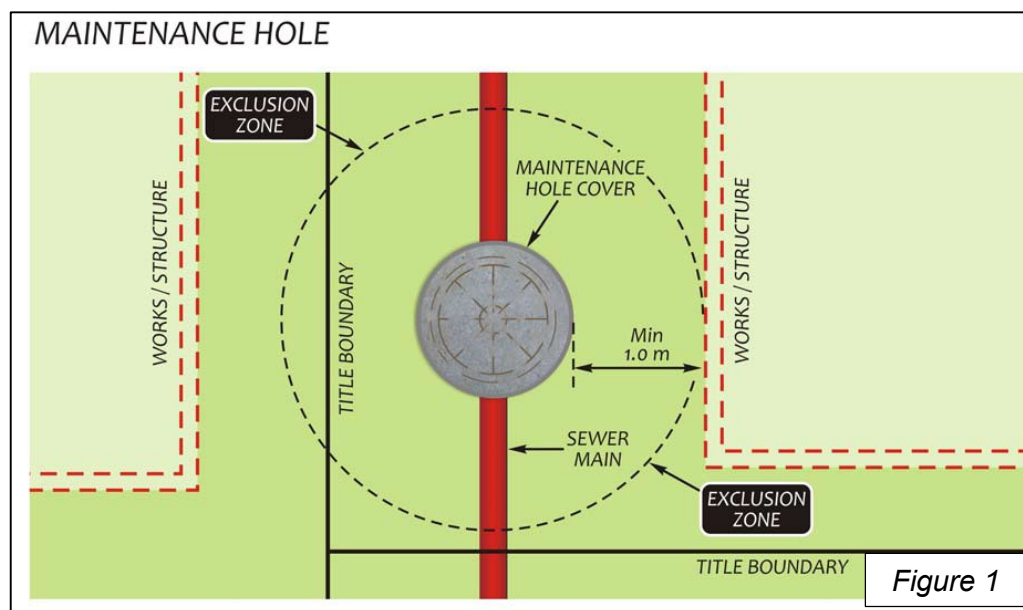 MAINTENANCE HOLE
EXCLUSION
ZONE
MAINTENANCE
HOLE COVER
WORKS / STRUCTURE
TITLE BOUNDARY
WORKS / STRUCTURE
Min
1.0 m
SEWER
MAIN
EXCLUSION
ZONE
TITLE BOUNDARY
Figure 1